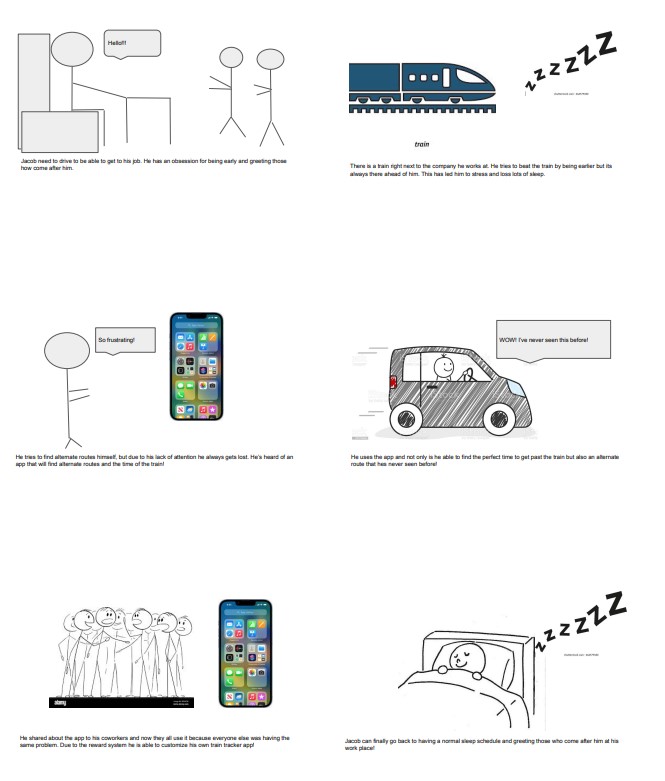 Hello!!!
Jacob need to drive to be able to get to his job. He has an obsession for being early and greeting those
how come after him.
z z z z z z
train
There is a train right next to the company he works at. He tries to beat the train by being earlier but its
always there ahead of him. This has led him to stress and loss lots of sleep.
So frustrating!
He tries to find alternate routes himself, but due to his lack of attention he always gets lost. He's heard of an
app that will find alternate routes and the time of the train!
WOW! I've never seen this before!
He uses the app and not only is he able to find the perfect time to get past the train but also an alternate
route that hes never seen before!
alamy
He shared about the app to his coworkers and now they all use it because everyone else was having the
same problem. Due to the reward system he is able to customize his own train tracker app!
z z z z z z
Jacob can finally go back to having a normal sleep schedule and greeting those who come after him at his
work place!